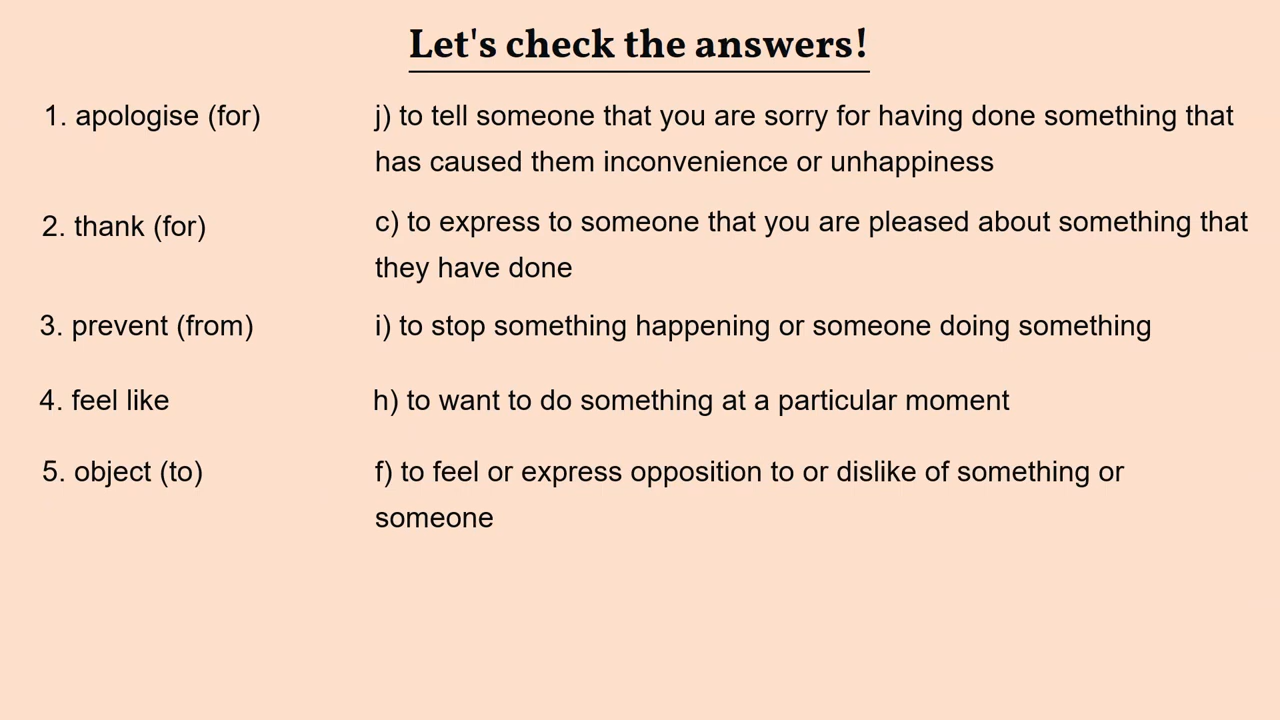 Let's check the answers!
1. apologise (for)
j) to tell someone that you are sorry for having done something that
has caused them inconvenience or unhappiness
2. thank (for)
c) to express to someone that you are pleased about something that
they have done
3. prevent (from)
i) to stop something happening or someone doing something
4. feel like
h) to want to do something at a particular moment
5. object (to)
f) to feel or express opposition to or dislike of something or
someone